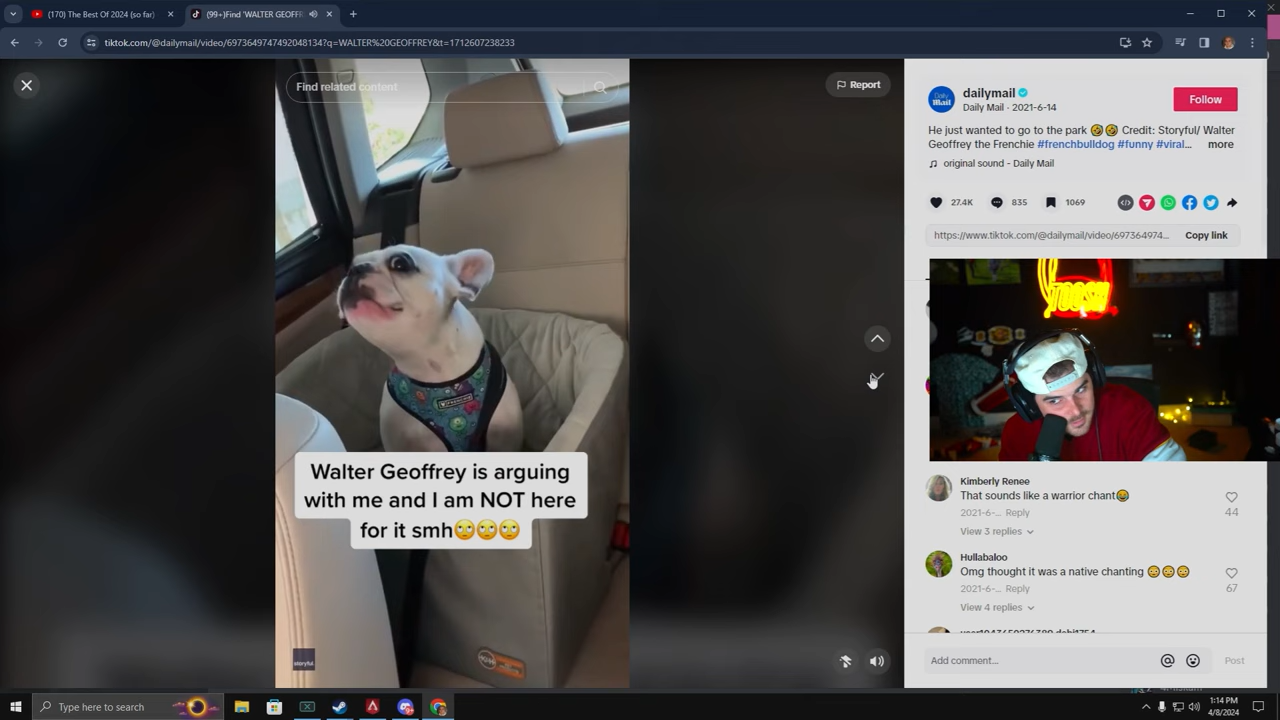 (170) The Best Of 2024 (so far)
(99+)Find 'WALTER GEOFFR
tiktok.com/@dailymail/video/6973649747492048134?q=WALTER%20GEOFFREY&t=1712607238233
Find related content
Report
dailymail
Daily Mail · 2021-6-14
Follow
He just wanted to go to the park 🤣🤣 Credit: Storyful/ Walter
Geoffrey the Frenchie #frenchbulldog #funny #viral...
more
original sound - Daily Mail
27.4K
835
1069
https://www.tiktok.com/@dailymail/video/697364974...
Copy link
TOOSH
Walter Geoffrey is arguing
with me and I am NOT here
for it smh🙄🙄🙄
storyful
Kimberly Renee
That sounds like a warrior chant😂
2021-6-... Reply
44
View 3 replies
Hullabaloo
Omg thought it was a native chanting 😳😳😳
2021-6-... Reply
67
View 4 replies
Add comment...
Post
Type here to search
1:14 PM
4/8/2024